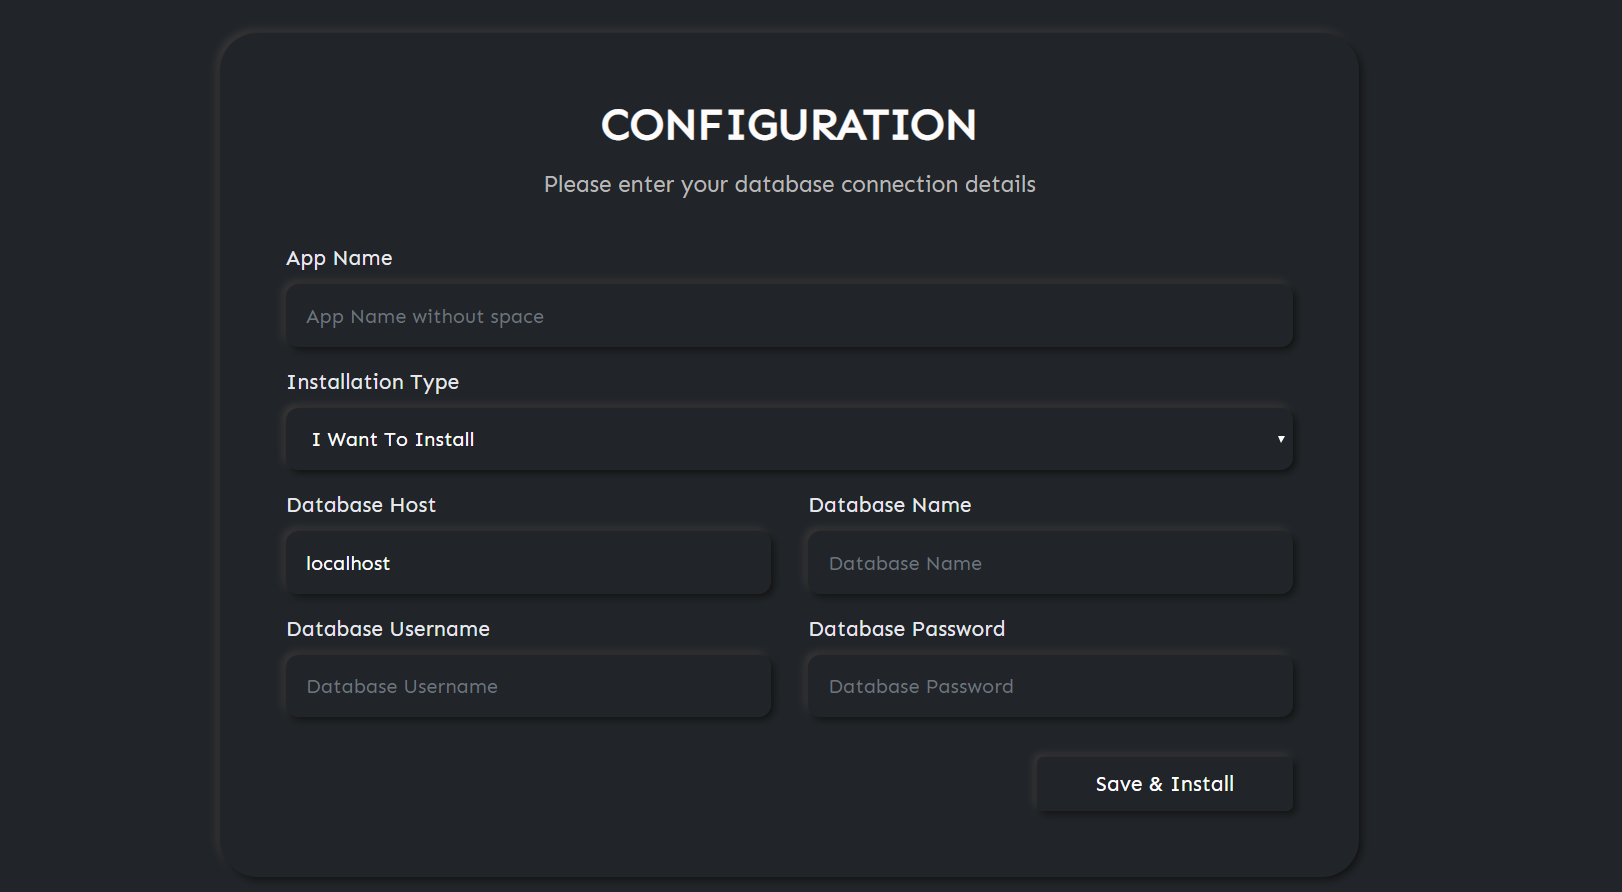 CONFIGURATION
Please enter your database connection details
App Name
App Name without space
Installation Type
I Want To Install
Database Host
Database Name
localhost
Database Name
Database Username
Database Password
Database Username
Database Password
Save & Install